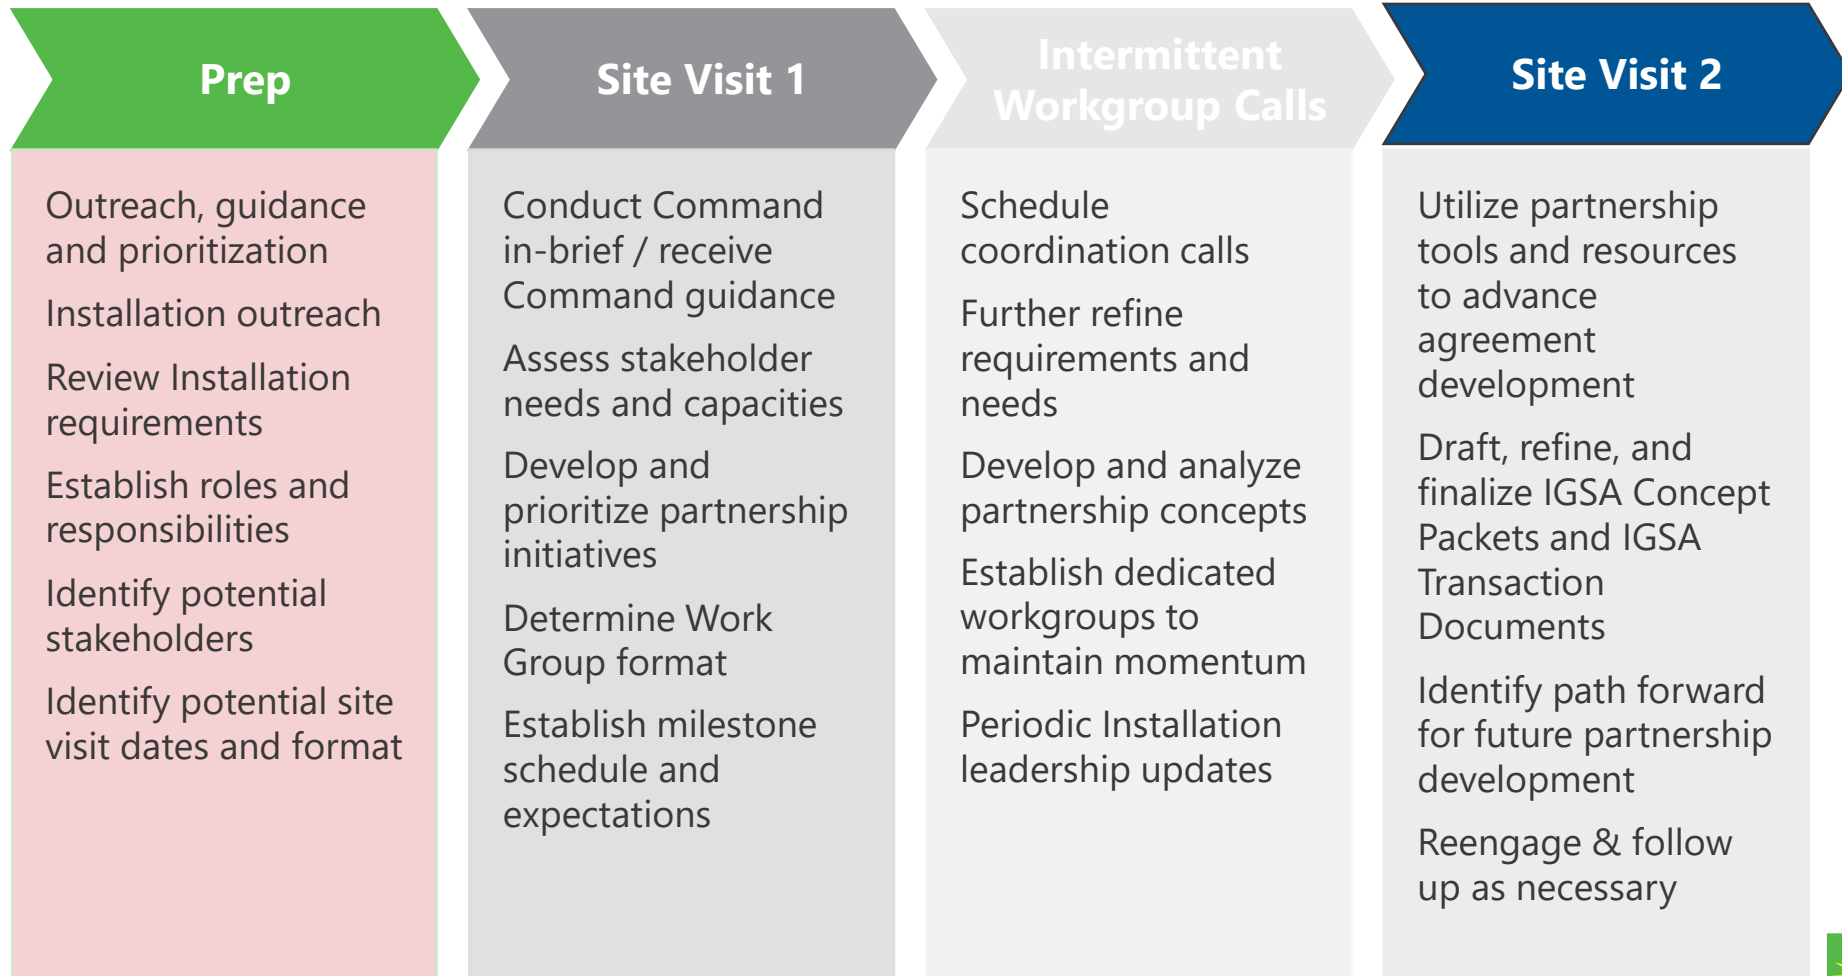 Prep
Outreach, guidance
and prioritization
Installation outreach
Review Installation
requirements
Establish roles and
responsibilities
Identify potential
stakeholders
Identify potential site
visit dates and format
Site Visit 1
Conduct Command
in-brief / receive
Command guidance
Assess stakeholder
needs and capacities
Develop and
prioritize partnership
initiatives
Determine Work
Group format
Establish milestone
schedule and
expectations
Intermittent
Workgroup Calls
Schedule
coordination calls
Further refine
requirements and
needs
Develop and analyze
partnership concepts
Establish dedicated
workgroups to
maintain momentum
Periodic Installation
leadership updates
Site Visit 2
Utilize partnership
tools and resources
to advance
agreement
development
Draft, refine, and
finalize IGSA Concept
Packets and IGSA
Transaction
Documents
Identify path forward
for future partnership
development
Reengage & follow
up as necessary